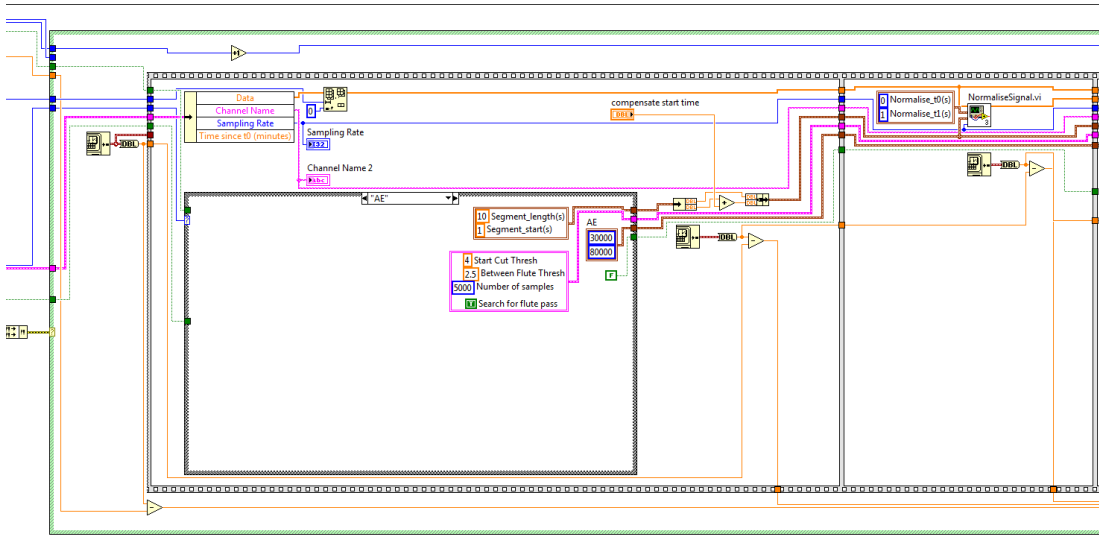 +1
Data
Channel Name
Sampling Rate
Time since t0 (minutes)
0
Sampling Rate
I32
Channel Name 2
abc
compensate start time
DBL
0 Normalise_t0(s)
1 Normalise_t1(s)
NormaliseSignal.vi
3
DBL
DBL
"AE"
10 Segment_length(s)
1 Segment_start(s)
AE
30000
80000
DBL
4 Start Cut Thresh
2.5 Between Flute Thresh
5000 Number of samples
T Search for flute pass
F